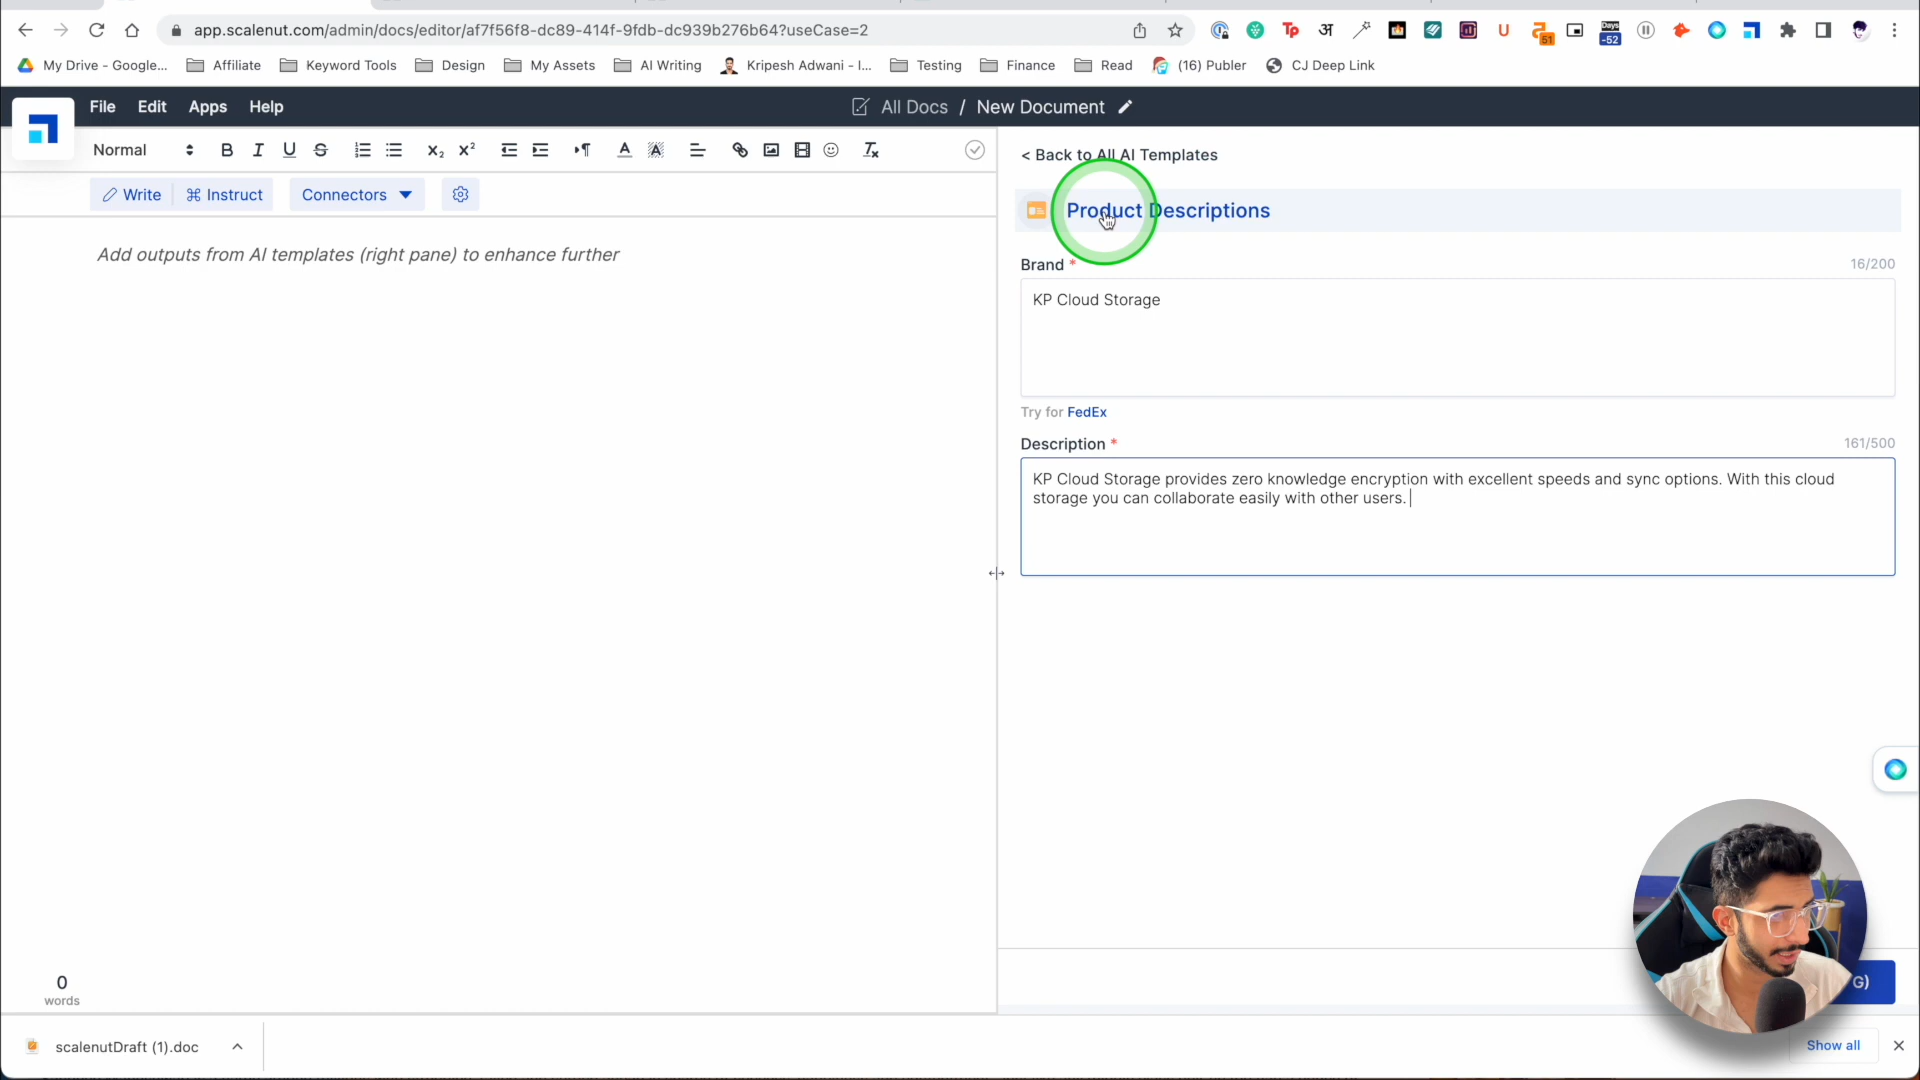 app.scalenut.com/admin/docs/editor/af7f56f8-dc89-414f-9fdb-dc939b276b64?useCase=2
Tp
अ
U
51
Days
-52
My Drive - Google...
Affiliate
Keyword Tools
Design
My Assets
AI Writing
Kripesh Adwani - I...
Testing
Finance
Read
(16) Publer
CJ Deep Link
File
Edit
Apps
Help
All Docs / New Document
Normal
B
I
U
S
Write
Instruct
Connectors
< Back to All AI Templates
Product Descriptions
Add outputs from AI templates (right pane) to enhance further
Brand *
16/200
KP Cloud Storage
Try for FedEx
Description *
161/500
KP Cloud Storage provides zero knowledge encryption with excellent speeds and sync options. With this cloud
storage you can collaborate easily with other users.
0
words
G)
scalenutDraft (1).doc
Show all